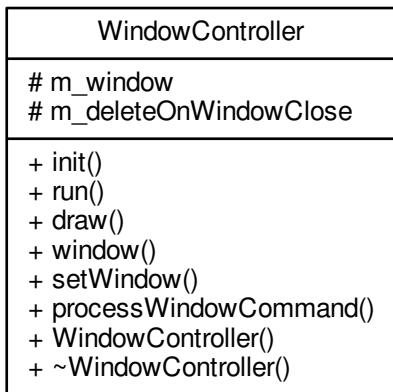 WindowController
# m_window
# m_deleteOnWindowClose
+ init()
+ run()
+ draw()
+ window()
+ setWindow()
+ processWindowCommand()
+ WindowController()
+ ~WindowController()